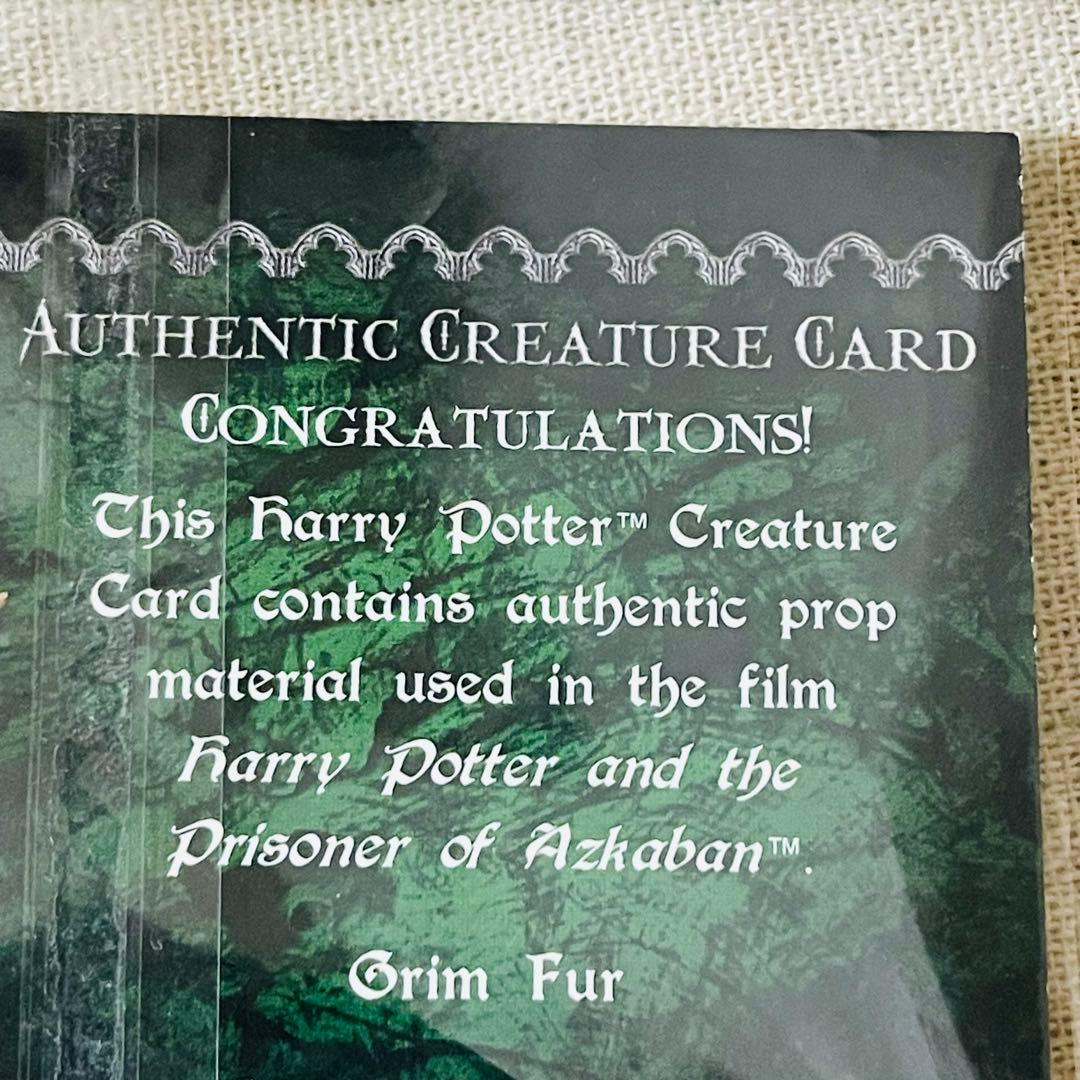 AUTHENTIC CREATURE CARD
CONGRATULATIONS!
This Harry Potter™ Creature
Card contains authentic prop
material used in the film
Harry Potter and the
Prisoner of Azkaban™.
Grim Fur